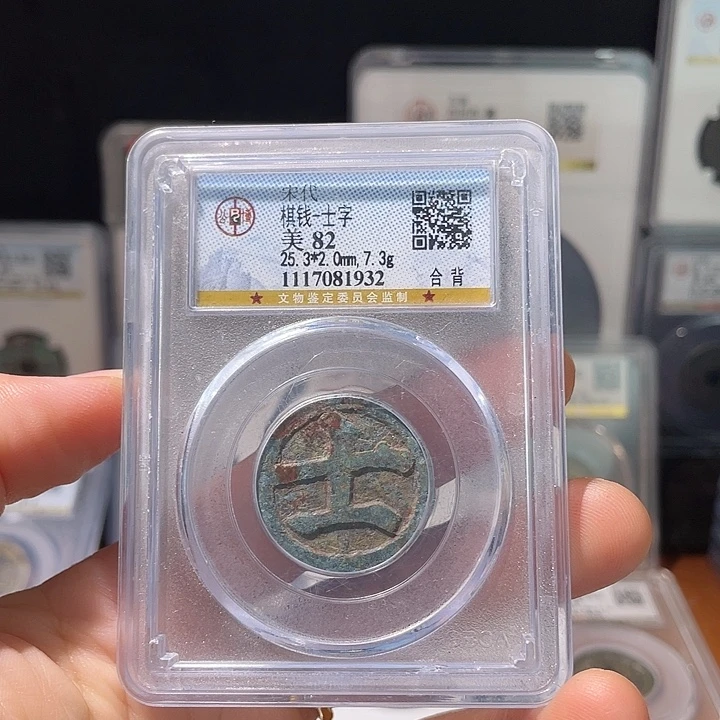 宋代
棋钱-士字
美 82
25.3*2.0mm,7.3g
1117081932 合背
★ 文物鉴定委员会监制 ★
士